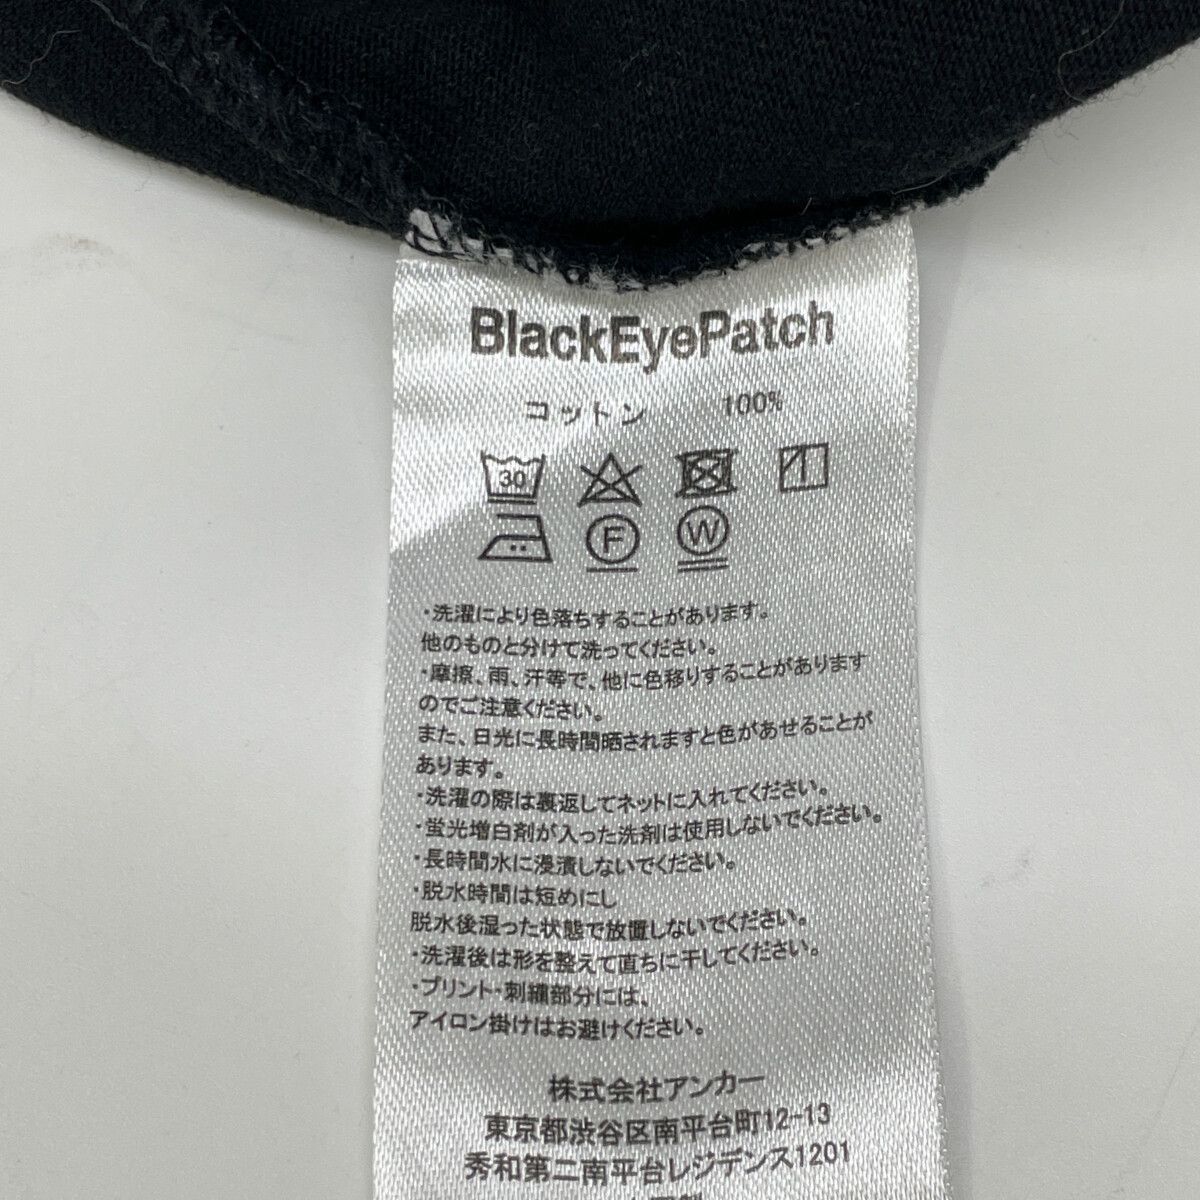 BlackEyePatch
コットン 100%
30
F W
・洗濯により色落ちすることがあります。
他のものと分けて洗ってください。
・摩擦、雨、汗等で、他に色移りすることがあります
のでご注意ください。
また、日光に長時間晒されますと色があせることが
あります。
・洗濯の際は裏返してネットに入れてください。
・蛍光増白剤が入った洗剤は使用しないでください。
・長時間水に浸漬しないでください。
・脱水時間は短めにし
脱水後湿った状態で放置しないでください。
・洗濯後は形を整えて直ちに干してください。
・プリント・刺繍部分には、
アイロン掛けはお避けください。
株式会社アンカー
東京都渋谷区南平台町12-13
秀和第二南平台レジデンス1201